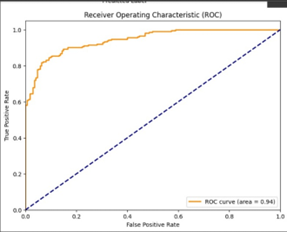 Receiver Operating Characteristic (ROC)
1.0
0.8
0.6
0.4
0.2
0.0
True Positive Rate
ROC curve (area = 0.94)
0.0 0.2 0.4 0.6 0.8 1.0
False Positive Rate